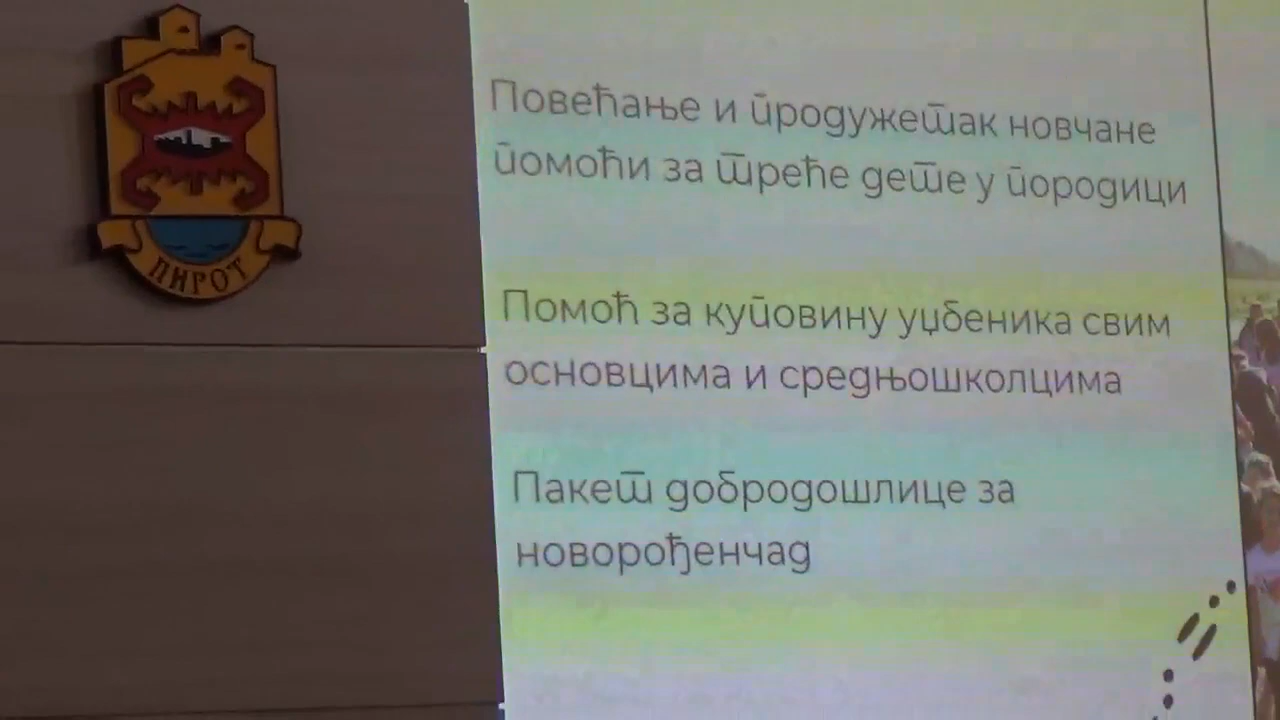 ПИРОТ
Повећање и продужетак новчане
помоћи за треће дете у породици
Помоћ за куповину уџбеника свим
основцима и средњошколцима
Пакет добродошлице за
новорођенчад